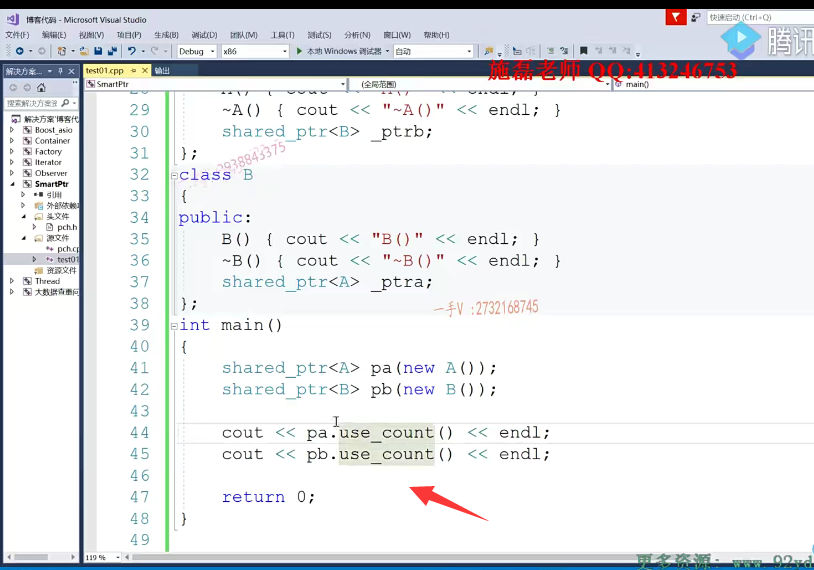 博客代码 - Microsoft Visual Studio
快速启动 (Ctrl+Q)
文件(F) 编辑(E) 视图(V) 项目(P) 生成(B) 调试(D) 团队(M) 工具(T) 测试(S) 分析(N) 窗口(W) 帮助(H)
Debug x86 本地 Windows 调试器 自动
腾讯
施磊老师 QQ:413246753
解决方案... test01.cpp 输出
SmartPtr (全局范围) main()
搜索解决方案资
解决方案'博客代
Boost_asio
Container
Factory
Iterator
Observer
SmartPtr
引用
外部依赖
头文件
pch.h
源文件
pch.cp
test01
资源文件
Thread
大数据查重问
29 ~A() { cout << "~A()" << endl; }
30 shared_ptr<B> _ptrb;
31 };
32 class B
33 {
34 public:
35 B() { cout << "B()" << endl; }
36 ~B() { cout << "~B()" << endl; }
37 shared_ptr<A> _ptra;
38 };
39 int main()
40 {
41 shared_ptr<A> pa(new A());
42 shared_ptr<B> pb(new B());
43
44 cout << pa.use_count() << endl;
45 cout << pb.use_count() << endl;
46
47 return 0;
48 }
49
2938843375
一手V :2732168745
119 %
更多资源: www.92yd